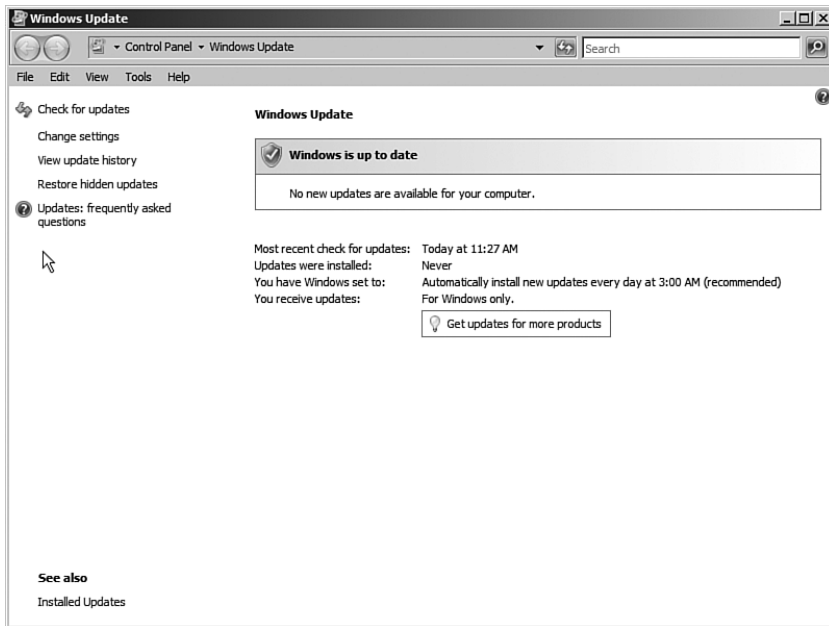 Windows Update
Control Panel Windows Update
Search
File Edit View Tools Help
Check for updates
Change settings
View update history
Restore hidden updates
Updates: frequently asked
questions
Windows Update
Windows is up to date
No new updates are available for your computer.
Most recent check for updates: Today at 11:27 AM
Updates were installed: Never
You have Windows set to: Automatically install new updates every day at 3:00 AM (recommended)
You receive updates: For Windows only.
Get updates for more products
See also
Installed Updates